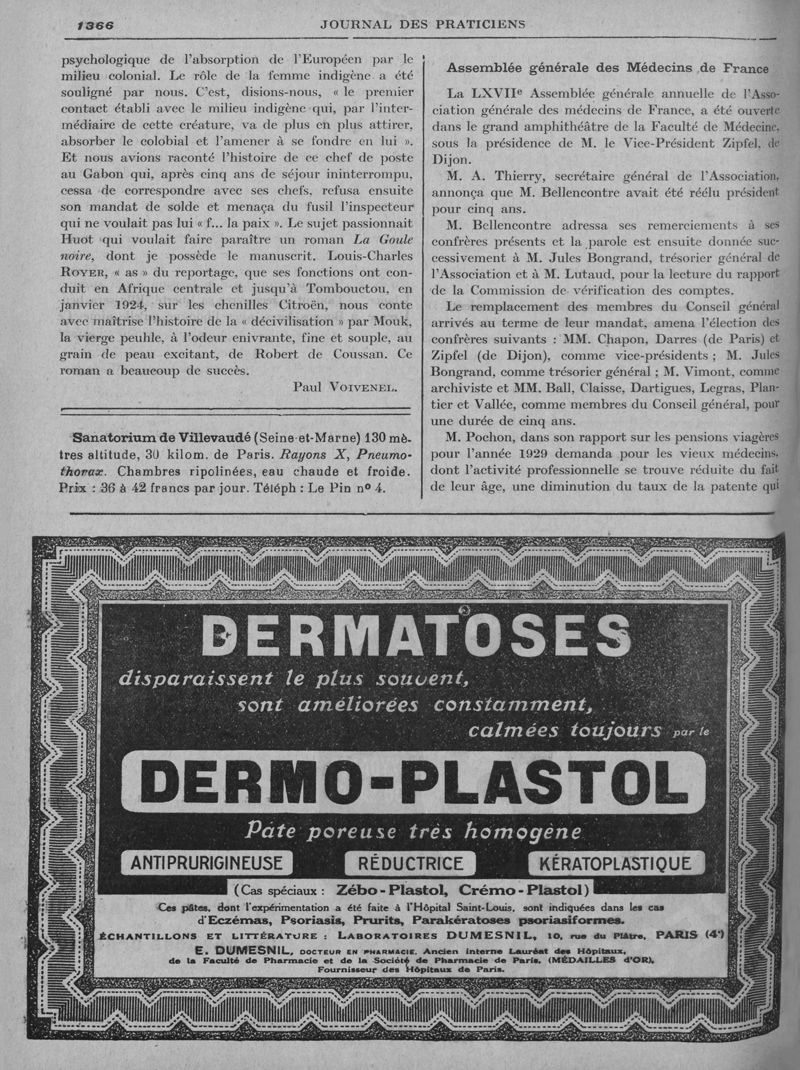 1366
JOURNAL DES PRATICIENS
psychologique de l'absorption de l'Européen par le
milieu colonial. Le rôle de la femme indigène a été
souligné par nous. C'est, disions-nous, « le premier
contact établi avec le milieu indigène qui, par l'inter-
médiaire de cette créature, va de plus en plus attirer,
absorber le colobial et l'amener à se fondre en lui ».
Et nous avions raconté l'histoire de ce chef de poste
au Gabon qui, après cinq ans de séjour ininterrompu,
cessa de correspondre avec ses chefs, refusa ensuite
son mandat de solde et menaça du fusil l'inspecteur
qui ne voulait pas lui « f... la paix ». Le sujet passionnait
Huot qui voulait faire paraître un roman La Goule
noire, dont je possède le manuscrit. Louis-Charles
ROYER, « as » du reportage, que ses fonctions ont con-
duit en Afrique centrale et jusqu'à Tombouctou, en
janvier 1924, sur les chenilles Citroën, nous conte
avec maîtrise l'histoire de la « décivilisation » par Mouk,
la vierge peuhle, à l'odeur enivrante, fine et souple, au
grain de peau excitant, de Robert de Coussan. Ce
roman a beaucoup de succès.
Paul VOIVENEL.
Sanatorium de Villevaudé (Seine-et-Marne) 130 mè-
tres altitude, 30 kilom. de Paris. Rayons X, Pneumo-
thorax. Chambres ripolinées, eau chaude et froide.
Prix : 36 à 42 francs par jour. Téléph : Le Pin nº 4.
Assemblée générale des Médecins de France
La LXVIIe Assemblée générale annuelle de l'Asso-
ciation générale des médecins de France, a été ouverte
dans le grand amphithéâtre de la Faculté de Médecine,
sous la présidence de M. le Vice-Président Zipfel, de
Dijon.
M. A. Thierry, secrétaire général de l'Association,
annonça que M. Bellencontre avait été réélu président
pour cinq ans.
M. Bellencontre adressa ses remerciements à ses
confrères présents et la parole est ensuite donnée suc-
cessivement à M. Jules Bongrand, trésorier général de
l'Association et à M. Lutaud, pour la lecture du rapport
de la Commission de vérification des comptes.
Le remplacement des membres du Conseil général
arrivés au terme de leur mandat, amena l'élection des
confrères suivants : MM. Chapon, Darres (de Paris) et
Zipfel (de Dijon), comme vice-présidents ; M. Jules
Bongrand, comme trésorier général ; M. Vimont, comme
archiviste et MM. Ball, Claisse, Dartigues, Legras, Plan-
tier et Vallée, comme membres du Conseil général, pour
une durée de cinq ans.
M. Pochon, dans son rapport sur les pensions viagères
pour l'année 1929 demanda pour les vieux médecins,
dont l'activité professionnelle se trouve réduite du fait
de leur âge, une diminution du taux de la patente qui
DERMATOSES
disparaissent le plus souvent,
sont améliorées constamment,
calmées toujours par le
DERMO-PLASTOL
Pâte poreuse très homogène
ANTIPRURIGINEUSE RÉDUCTRICE KÉRATOPLASTIQUE
(Cas spéciaux : Zébo-Plastol, Crémo-Plastol)
Ces pâtes, dont l'expérimentation a été faite à l'Hôpital Saint-Louis, sont indiquées dans les cas
d'Eczémas, Psoriasis, Prurits, Parakératoses psoriasiformes.
ÉCHANTILLONS ET LITTÉRATURE : LABORATOIRES DUMESNIL, 10, rue du Plâtre, PARIS (4e)
E. DUMESNIL, DOCTEUR EN PHARMACIE, Ancien Interne Lauréat des Hôpitaux,
de la Faculté de Pharmacie et de la Société de Pharmacie de Paris. (MÉDAILLES d'OR),
Fournisseur des Hôpitaux de Paris.